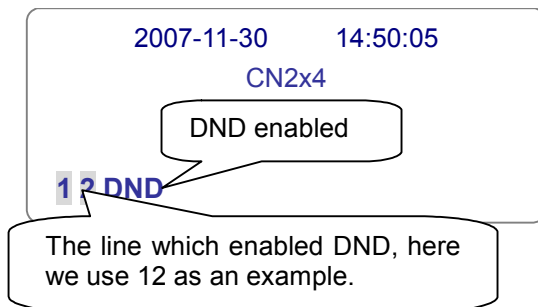 2007-11-30 14:50:05
CN2x4
DND enabled
1 2 DND
The line which enabled DND, here
we use 12 as an example.